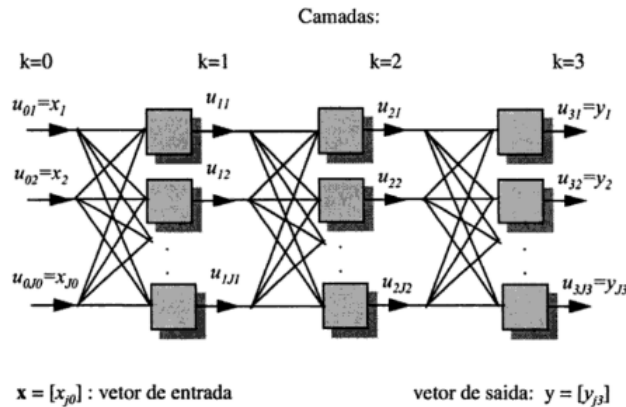 Camadas:
k=0 k=1 k=2 k=3
u01=x1 u11 u21 u31=y1
u02=x2 u12 u22 u32=y2
u0J0=xJ0 u1J1 u2J2 u3J3=yJ3
x = [xj0] : vetor de entrada vetor de saida: y = [yj3]